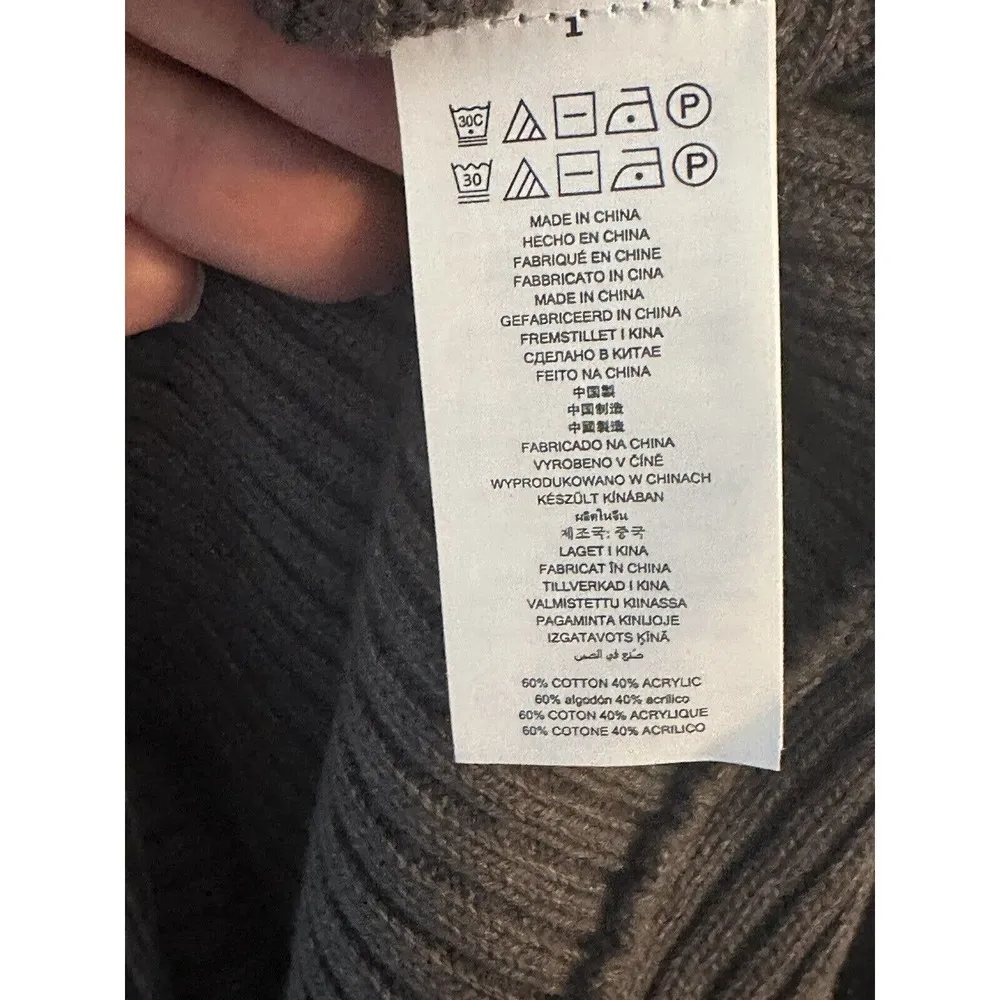 1
30C P
30 P
MADE IN CHINA
HECHO EN CHINA
FABRIQUÉ EN CHINE
FABBRICATO IN CINA
MADE IN CHINA
GEFABRICEERD IN CHINA
FREMSTILLET I KINA
СДЕЛАНО В КИТАЕ
FEITO NA CHINA
中国製
中国制造
中國製造
FABRICADO NA CHINA
VYROBENO V ČÍNĚ
WYPRODUKOWANO W CHINACH
KÉSZÜLT KÍNÁBAN
ผลิตในจีน
제조국: 중국
LAGET I KINA
FABRICAT ÎN CHINA
TILLVERKAD I KINA
VALMISTETTU KIINASSA
PAGAMINTA KINIJOJE
IZGATAVOTS ĶĪNĀ
صنع في الصين
60% COTTON 40% ACRYLIC
60% algodón 40% acrílico
60% COTON 40% ACRYLIQUE
60% COTONE 40% ACRILICO